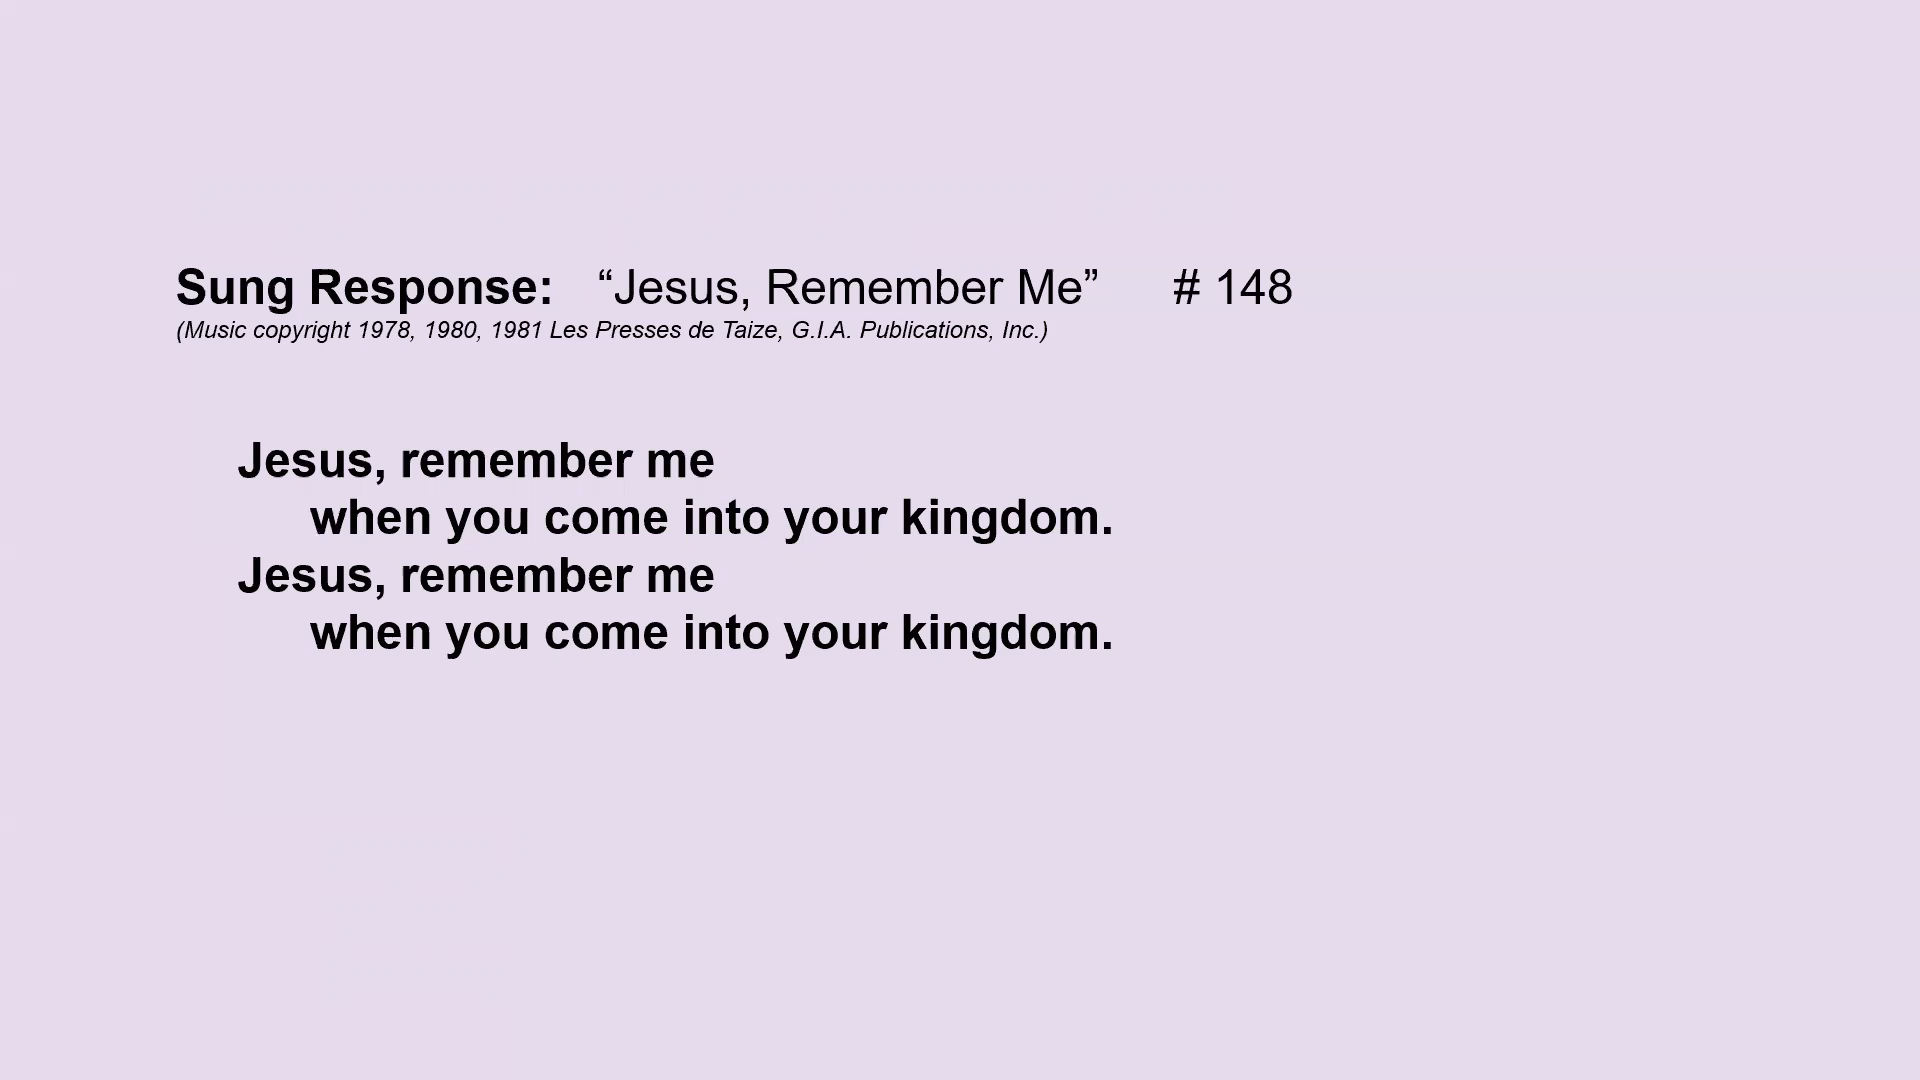 Sung Response: “Jesus, Remember Me” # 148
(Music copyright 1978, 1980, 1981 Les Presses de Taize, G.I.A. Publications, Inc.)
Jesus, remember me
when you come into your kingdom.
Jesus, remember me
when you come into your kingdom.